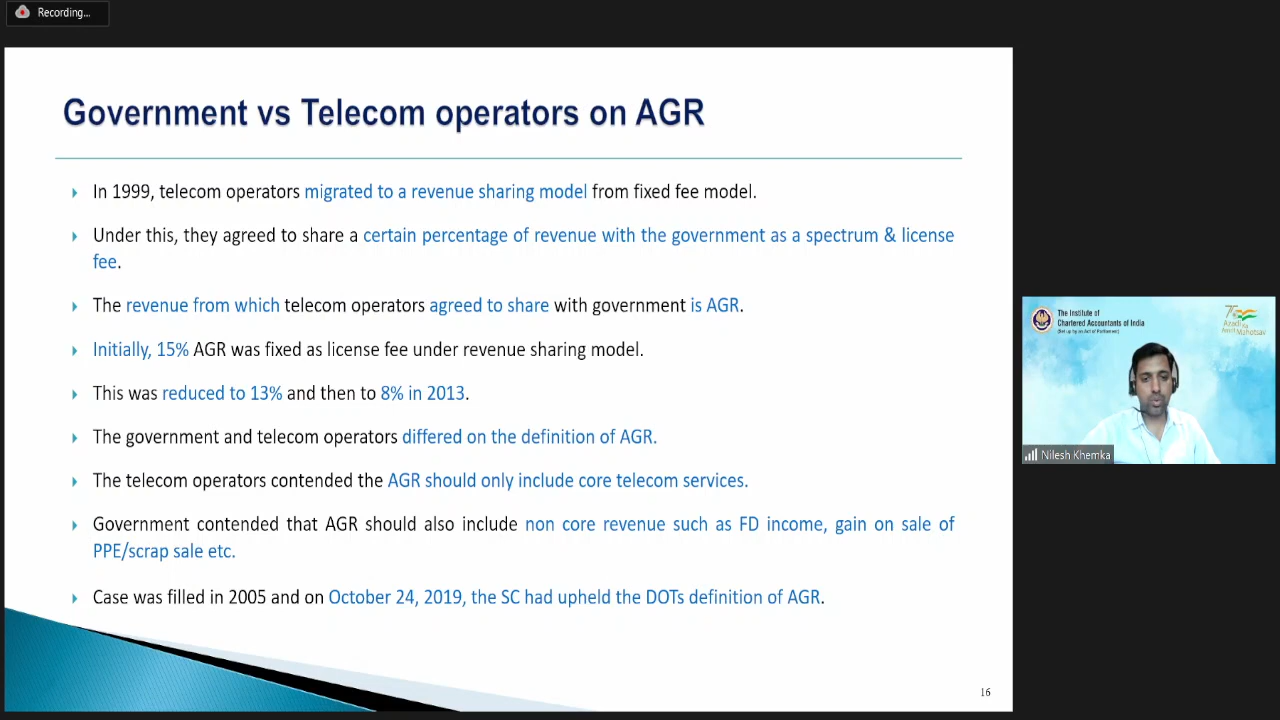 Recording...
Government vs Telecom operators on AGR
In 1999, telecom operators migrated to a revenue sharing model from fixed fee model.
Under this, they agreed to share a certain percentage of revenue with the government as a spectrum & license
fee.
The revenue from which telecom operators agreed to share with government is AGR.
Initially, 15% AGR was fixed as license fee under revenue sharing model.
This was reduced to 13% and then to 8% in 2013.
The government and telecom operators differed on the definition of AGR.
The telecom operators contended the AGR should only include core telecom services.
Government contended that AGR should also include non core revenue such as FD income, gain on sale of
PPE/scrap sale etc.
Case was filled in 2005 and on October 24, 2019, the SC had upheld the DOTs definition of AGR.
16
The Institute of
Chartered Accountants of India
(Set up by an Act of Parliament)
75
Azadi Ka
Amrit Mahotsav
Nilesh Khemka